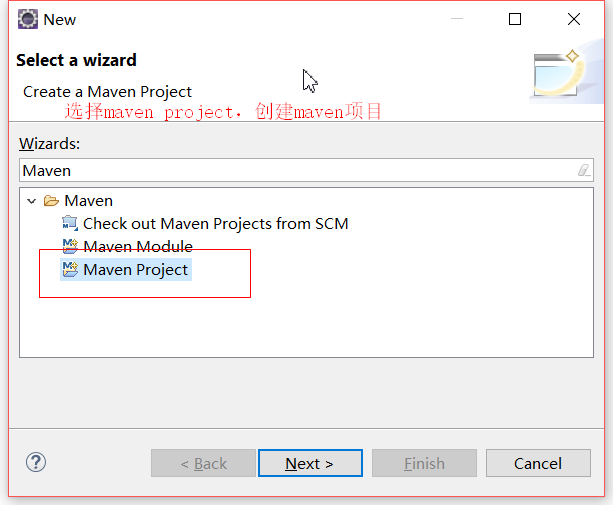 New
Select a wizard
Create a Maven Project
选择maven project，创建maven项目
Wizards:
Maven
Maven
Check out Maven Projects from SCM
Maven Module
Maven Project
?
< Back
Next >
Finish
Cancel